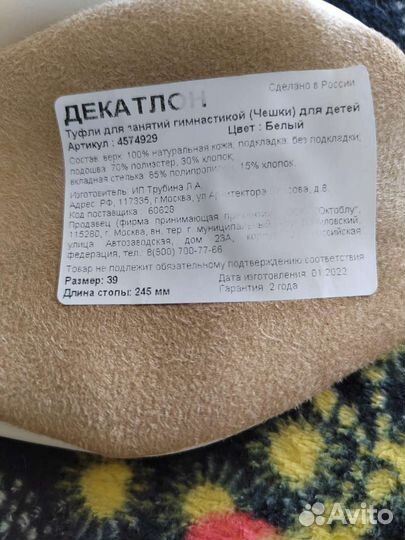 Сделано в России
ДЕКАТЛОН
Туфли для занятий гимнастикой (Чешки) для детей
Артикул : 4574929 Цвет : Белый
Состав: верх: 100% натуральная кожа, подкладка: без подкладки,
подошва: 70% полиэстер, 30% хлопок,
вкладная стелька: 85% 15% хлопок.
Изготовитель: ИП Трубина Л.А.
Адрес: РФ, 117335, г.Москва, ул. д.8,
Код поставщика : 60628
Продавец (фирма принимающая Октоблу",
115280, г. Москва, вн. тер. г. муниципальный
улица Автозаводская, дом 23А,
федерация, тел. 8(500) 700-77-66
Товар не подлежит обязательному подтверждению соответствия
Размер: 39 Дата изготовления: 01.2022
Длина стопы: 245 мм Гарантия: 2 года
Avito